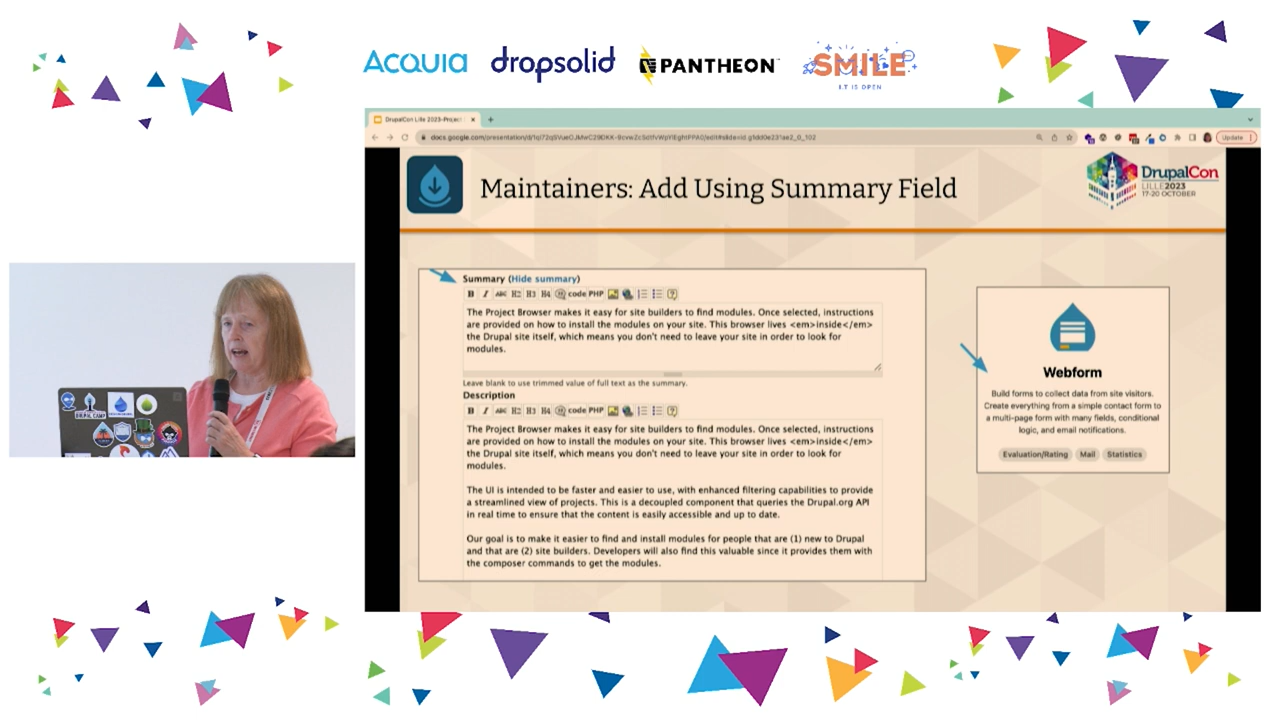 ACQUIA dropsolid PANTHEON SMILE
I.T IS OPEN
DrupalCon Lille 2023-Project
Update
Maintainers: Add Using Summary Field
DrupalCon
LILLE2023
17-20 OCTOBER
Summary (Hide summary)
B I ABC H2 H3 H4 code PHP
The Project Browser makes it easy for site builders to find modules. Once selected, instructions
are provided on how to install the modules on your site. This browser lives <em>inside</em>
the Drupal site itself, which means you don't need to leave your site in order to look for
modules.
Leave blank to use trimmed value of full text as the summary.
Description
B I ABC H2 H3 H4 code PHP
The Project Browser makes it easy for site builders to find modules. Once selected, instructions
are provided on how to install the modules on your site. This browser lives <em>inside</em>
the Drupal site itself, which means you don't need to leave your site in order to look for
modules.
The UI is intended to be faster and easier to use, with enhanced filtering capabilities to provide
a streamlined view of projects. This is a decoupled component that queries the Drupal.org API
in real time to ensure that the content is easily accessible and up to date.
Our goal is to make it easier to find and install modules for people that are (1) new to Drupal
and that are (2) site builders. Developers will also find this valuable since it provides them with
the composer commands to get the modules.
Webform
Build forms to collect data from site visitors.
Create everything from a simple contact form to
a multi-page form with many fields, conditional
logic, and email notifications.
Evaluation/Rating Mail Statistics
DRUPAL CAMP